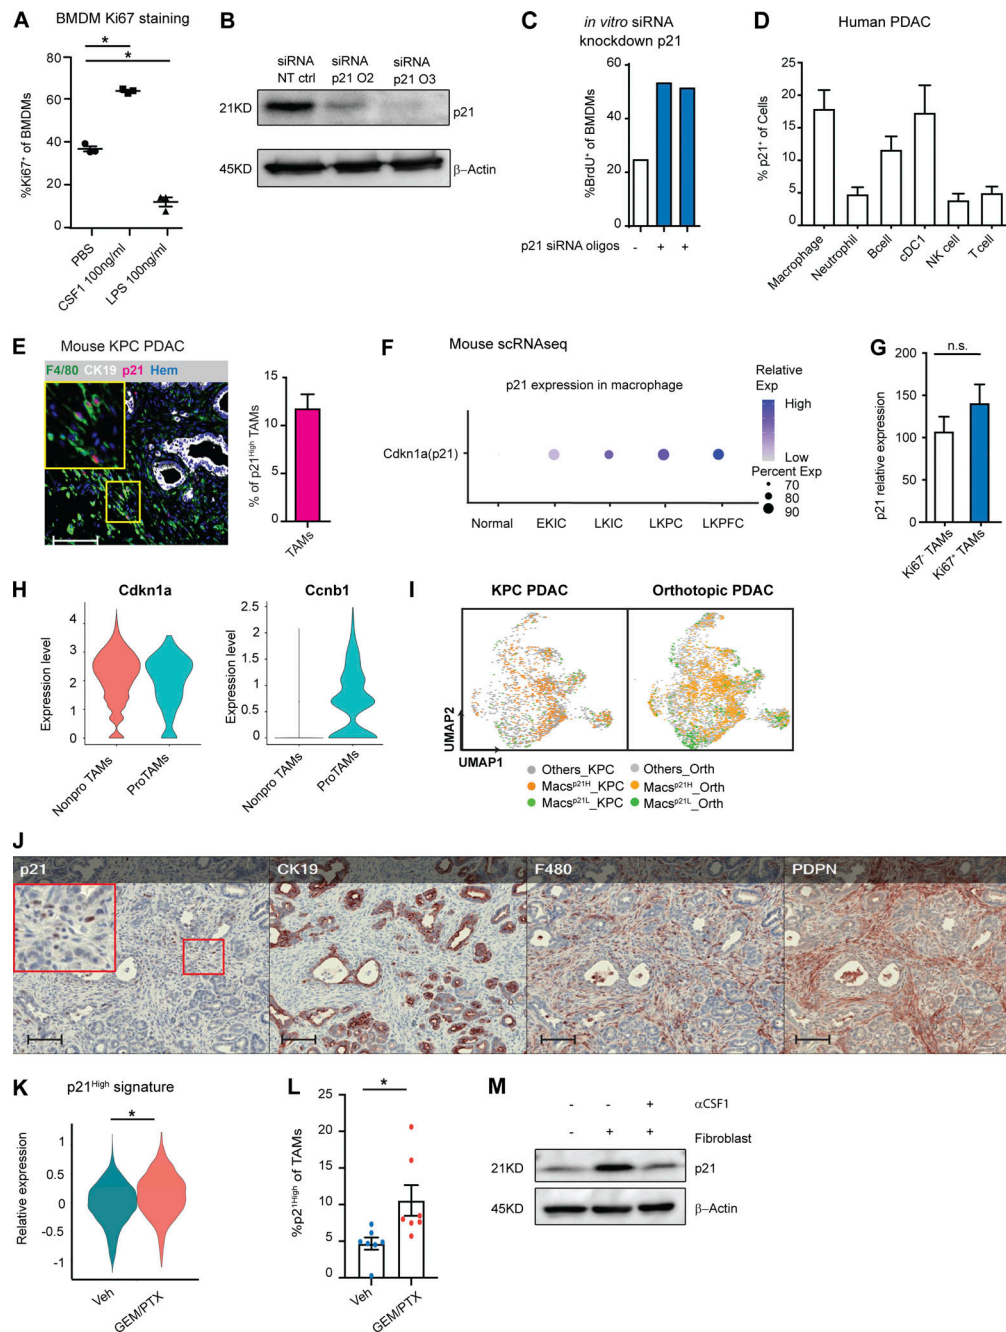 A
BMDM Ki67 staining
%Ki67+ of BMDMs
80
60
40
20
0
*
*
PBS
CSF1 100ng/ml
LPS 100ng/ml
B
siRNA NT ctrl
siRNA p21 O2
siRNA p21 O3
21KD
p21
45KD
β–Actin
C
in vitro siRNA
knockdown p21
%BrdU+ of BMDMs
60
40
20
0
p21 siRNA oligos - + +
D
Human PDAC
% p21+ of Cells
25
20
15
10
5
0
Macrophage
Neutrophil
Bcell
cDC1
NK cell
T cell
E
Mouse KPC PDAC
F4/80 CK19 p21 Hem
% of p21High TAMs
15
10
5
0
TAMs
F
Mouse scRNAseq
p21 expression in macrophage
Cdkn1a(p21)
Normal
EKIC
LKIC
LKPC
LKPFC
Relative
Exp
High
Low
Percent Exp
70
80
90
G
n.s.
p21 relative expression
200
150
100
50
0
Ki67- TAMs
Ki67+ TAMs
H
Cdkn1a
Expression level
4
3
2
1
0
Nonpro TAMs
ProTAMs
Ccnb1
Expression level
2.5
2
1.5
1
0.5
0
Nonpro TAMs
ProTAMs
I
KPC PDAC
Orthotopic PDAC
UMAP2
UMAP1
Others_KPC
Macsp21H_KPC
Macsp21L_KPC
Others_Orth
Macsp21H_Orth
Macsp21L_Orth
J
p21
CK19
F480
PDPN
K
p21High signature
*
Relative expression
1
0.5
0
-0.5
-1
Veh
GEM/PTX
L
*
%p21High of TAMs
25
20
15
10
5
0
Veh
GEM/PTX
M
- - + αCSF1
- + + Fibroblast
21KD
p21
45KD
β–Actin